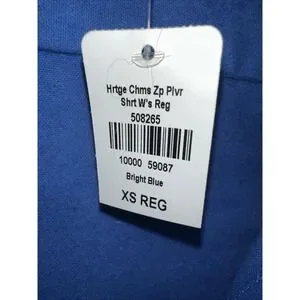 Hrtge Chms Zp Plvr
Shrt W's Reg
508265
10000 59087
Bright Blue
XS REG